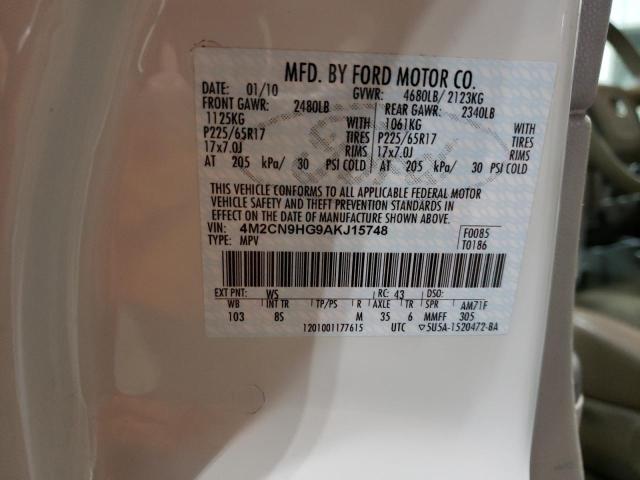 MFD. BY FORD MOTOR CO.
DATE: 01/10 GVWR: 4680LB/ 2123KG
FRONT GAWR: 2480LB REAR GAWR: 2340LB
1125KG WITH 1061KG WITH
P225/65R17 TIRES P225/65R17 TIRES
17x7.0J RIMS 17x7.0J RIMS
AT 205 kPa/ 30 PSI COLD AT 205 kPa/ 30 PSI COLD
THIS VEHICLE CONFORMS TO ALL APPLICABLE FEDERAL MOTOR
VEHICLE SAFETY AND THEFT PREVENTION STANDARDS IN
EFFECT ON THE DATE OF MANUFACTURE SHOWN ABOVE.
VIN: 4M2CN9HG9AKJ15748 F0085
TYPE: MPV T0186
EXT PNT: WS RC: 43 DSO:
WB INT TR TP/PS R AXLE TR SPR AM71F
103 8S M 35 6 MMFF 305
1201001177615 UTC ▽5U5A-1520472-BA